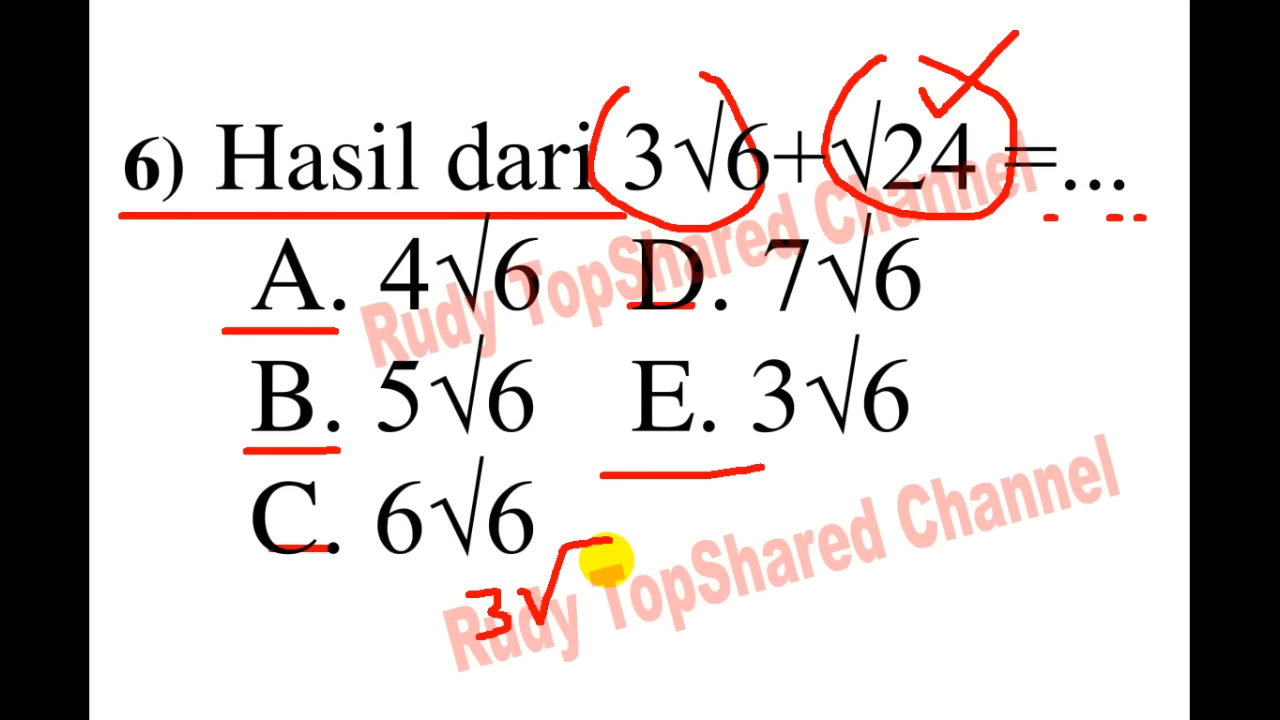 6) Hasil dari 3√6+√24 =...
A. 4√6 D. 7√6
B. 5√6 E. 3√6
C. 6√6
3√
Rudy TopShared Channel
Rudy TopShared Channel